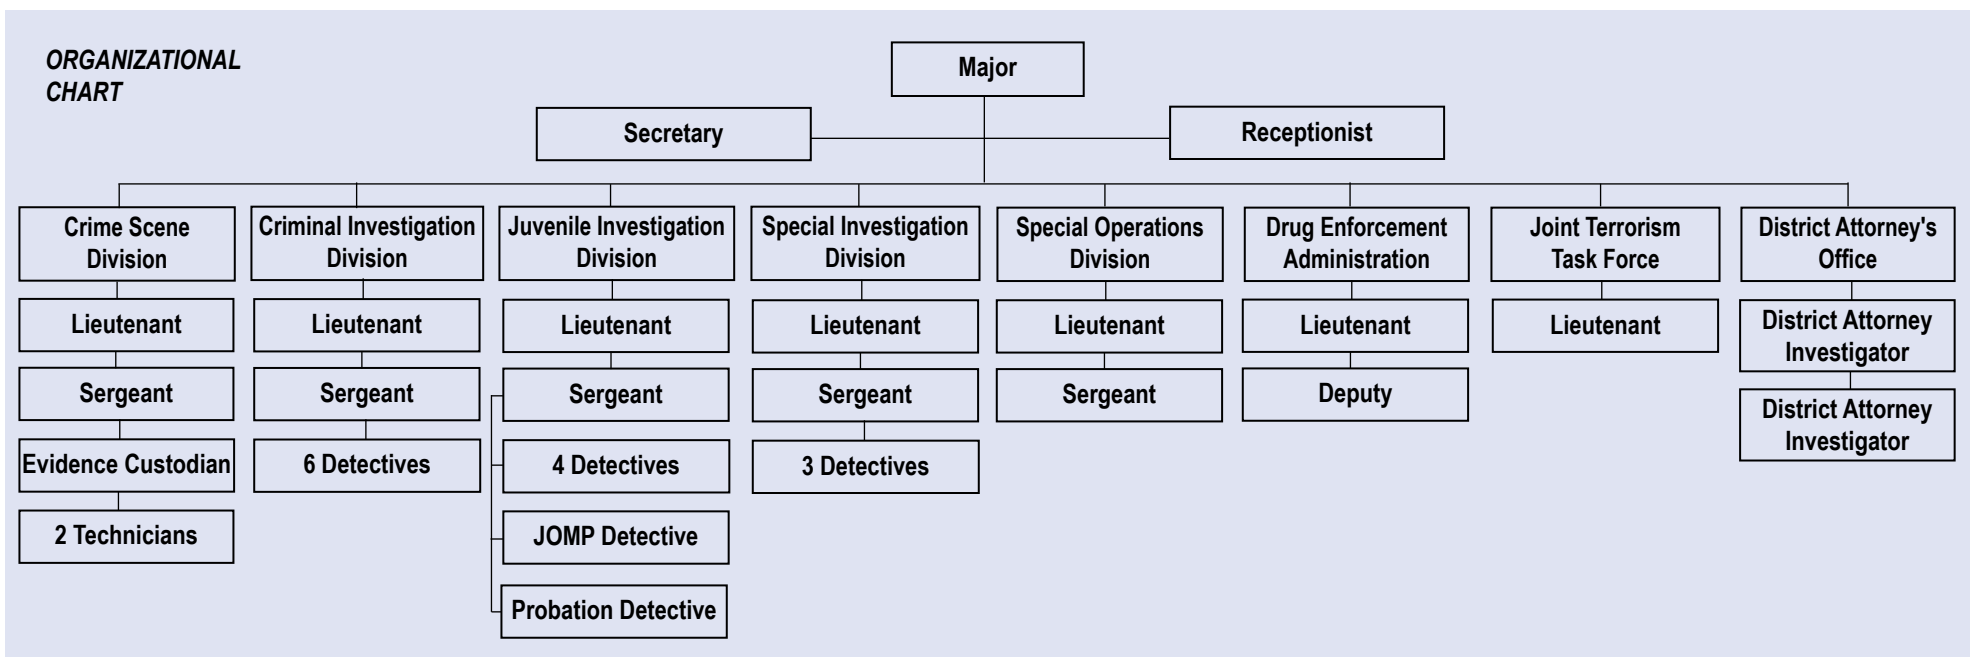 ORGANIZATIONAL
CHART
Major
Secretary
Receptionist
Crime Scene
Division
Criminal Investigation
Division
Juvenile Investigation
Division
Special Investigation
Division
Special Operations
Division
Drug Enforcement
Administration
Joint Terrorism
Task Force
District Attorney's
Office
Lieutenant
Lieutenant
Lieutenant
Lieutenant
Lieutenant
Lieutenant
Lieutenant
District Attorney
Investigator
Sergeant
Sergeant
Sergeant
Sergeant
Sergeant
Deputy
District Attorney
Investigator
Evidence Custodian
6 Detectives
4 Detectives
3 Detectives
2 Technicians
JOMP Detective
Probation Detective